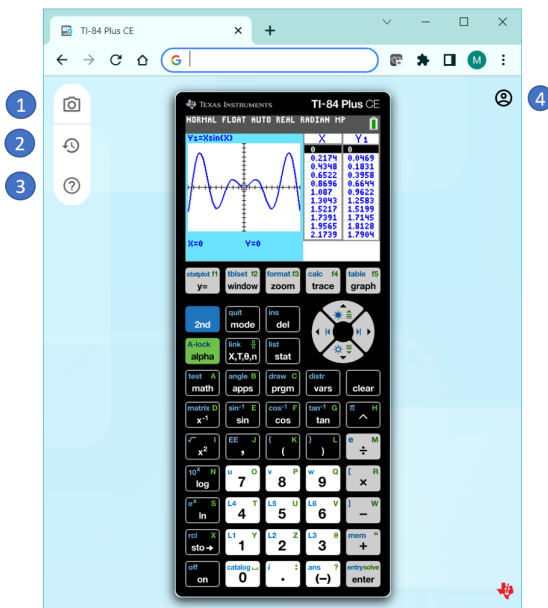 TI-84 Plus CE
G
M
1
2
3
4
TEXAS INSTRUMENTS TI-84 Plus CE
NORMAL FLOAT AUTO REAL RADIAN MP
Y1=Xsin(X)
X Y1
0 0
0.2174 0.0469
0.4348 0.1831
0.6522 0.3958
0.8696 0.6644
1.087 0.9622
1.3043 1.2583
1.5217 1.5199
1.7391 1.7145
1.9565 1.8128
2.1739 1.7904
X=0 Y=0
statplot f1 tblset f2 format f3 calc f4 table f5
y= window zoom trace graph
quit ins
2nd mode del
A-lock link list
alpha X,T,θ,n stat
test A angle B draw C distr
math apps prgm vars clear
matrix D sin⁻¹ E cos⁻¹ F tan⁻¹ G π H
x⁻¹ sin cos tan ^
√ I EE J { K } L e M
x² , ( ) ÷
10ˣ N u O v P w Q [ R
log 7 8 9 ×
eˣ S L4 T L5 U L6 V ] W
ln 4 5 6 −
rcl X L1 Y L2 Z L3 θ mem "
sto→ 1 2 3 +
off catalog i : ans ? entry solve
on 0 . (−) enter